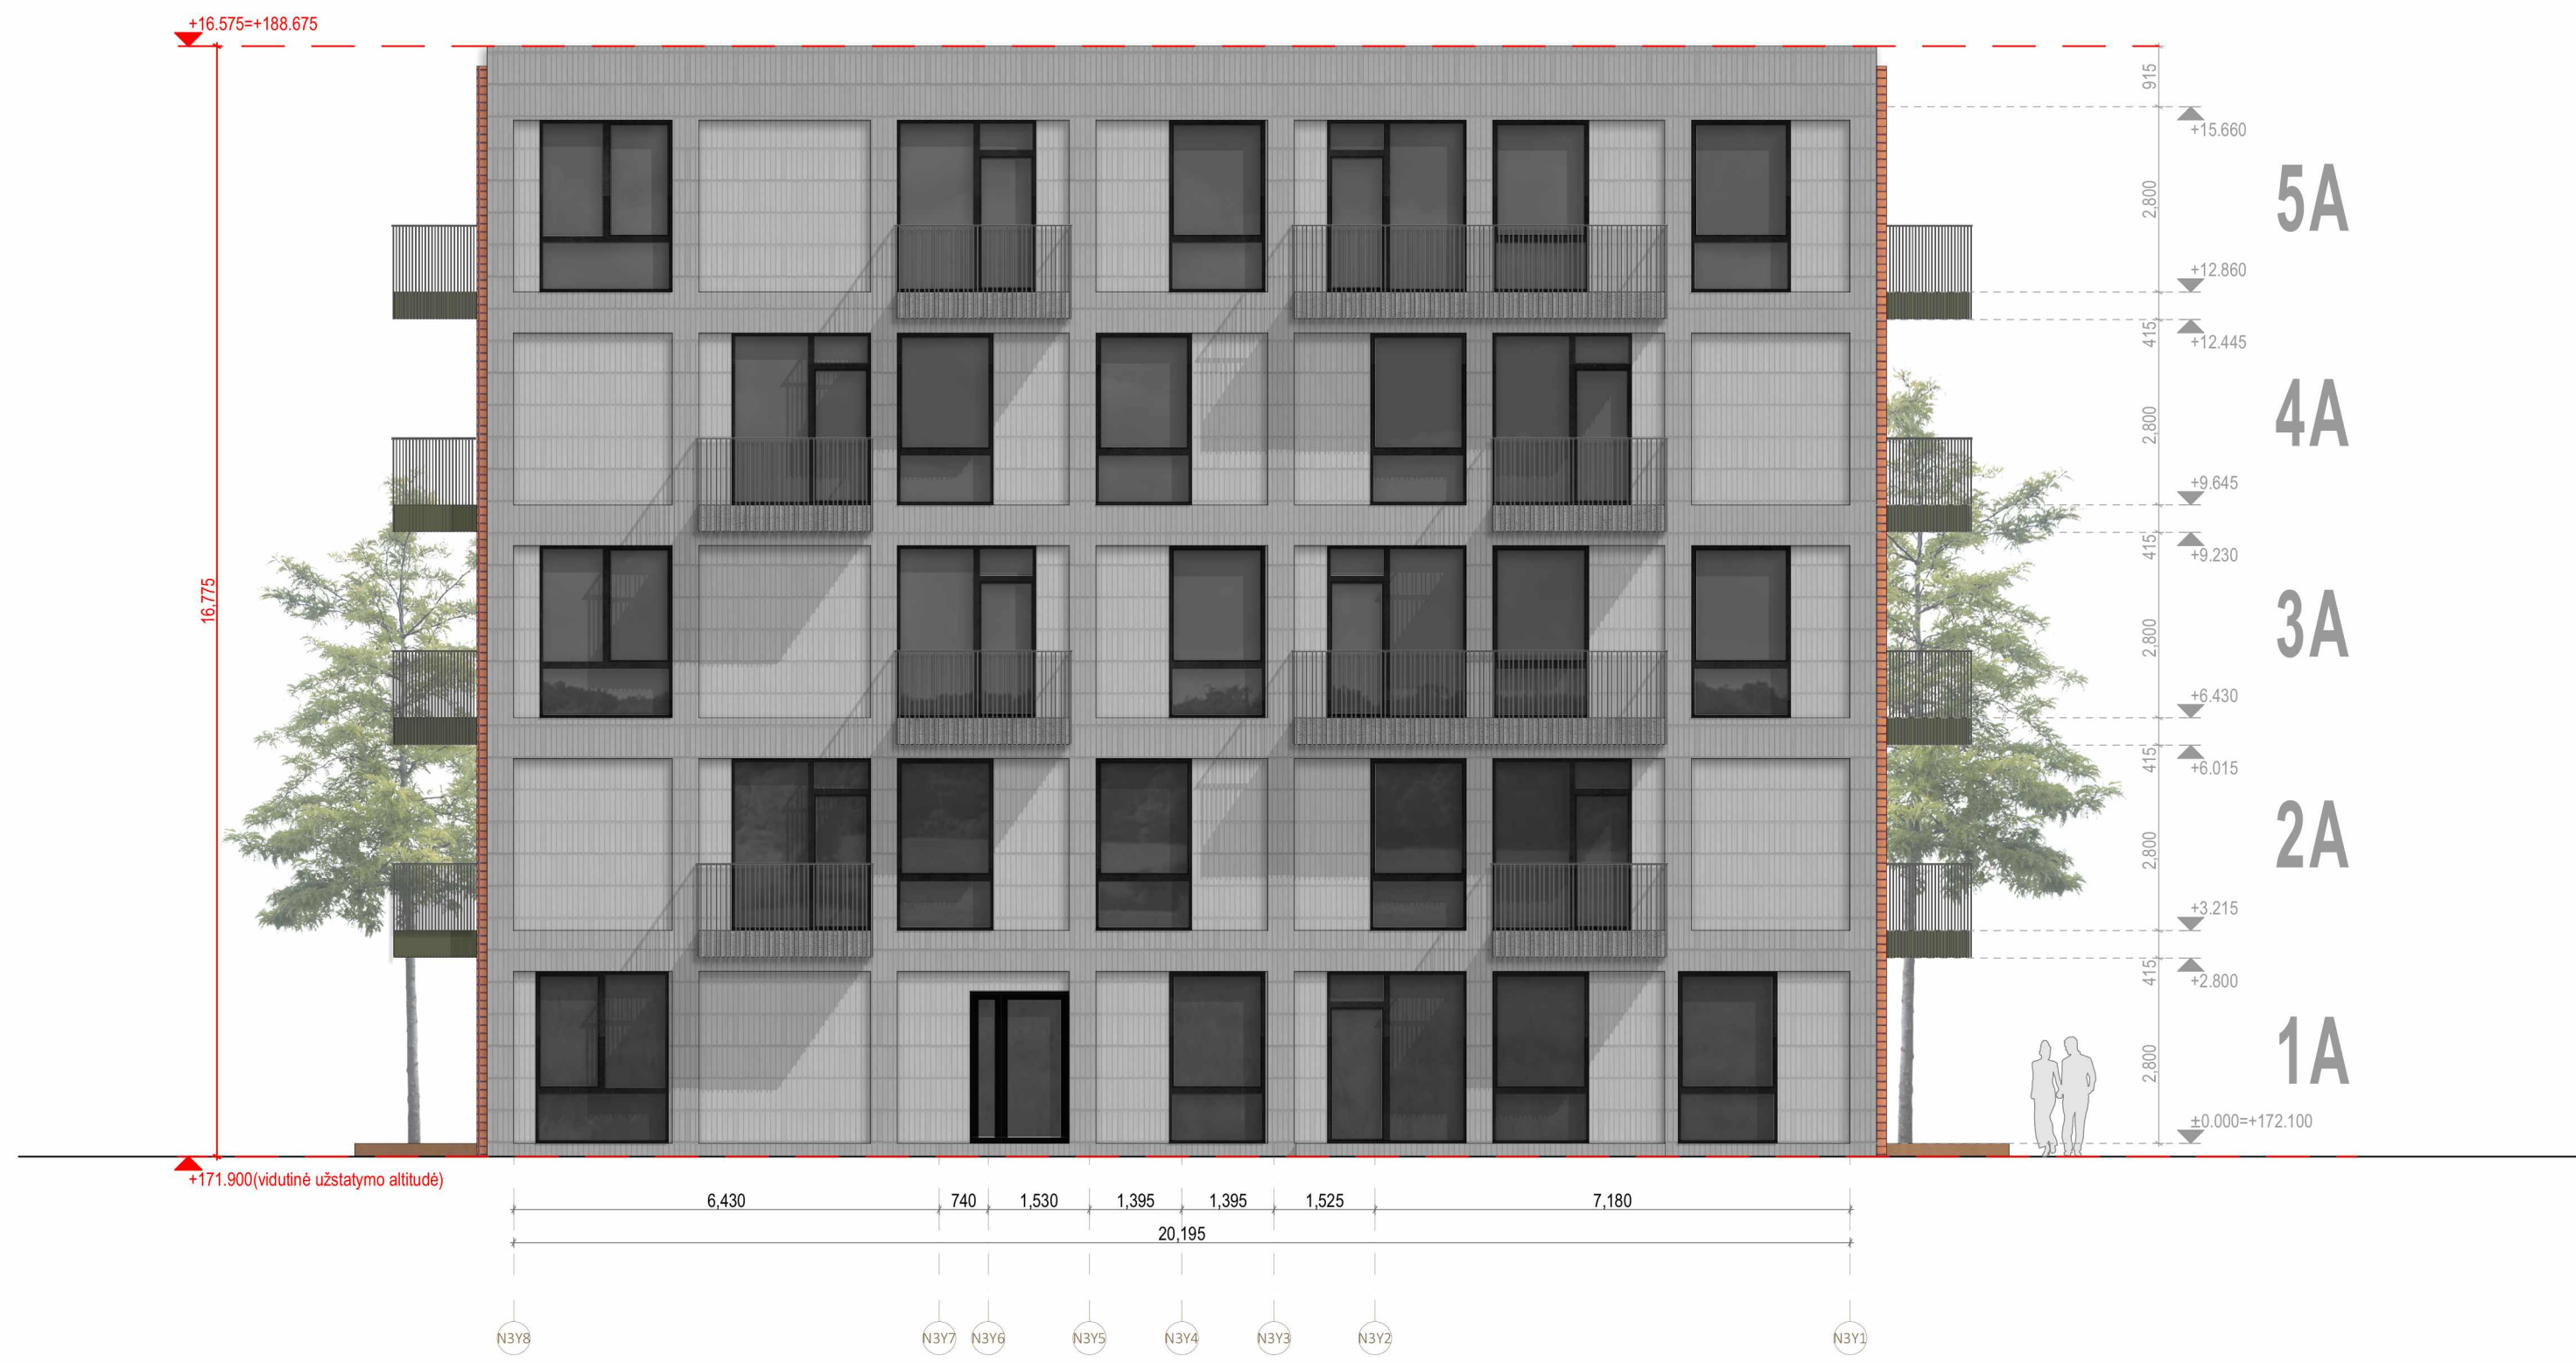 +16.575=+188.675
915
+15.660
2,800
5A
+12.860
415
+12.445
2,800
4A
+9.645
415
+9.230
16,775
2,800
3A
+6.430
415
+6.015
2,800
2A
+3.215
415
+2.800
2,800
1A
±0.000=+172.100
+171.900(vidutinė užstatymo altitudė)
6,430 740 1,530 1,395 1,395 1,525 7,180
20,195
N3Y8 N3Y7 N3Y6 N3Y5 N3Y4 N3Y3 N3Y2 N3Y1